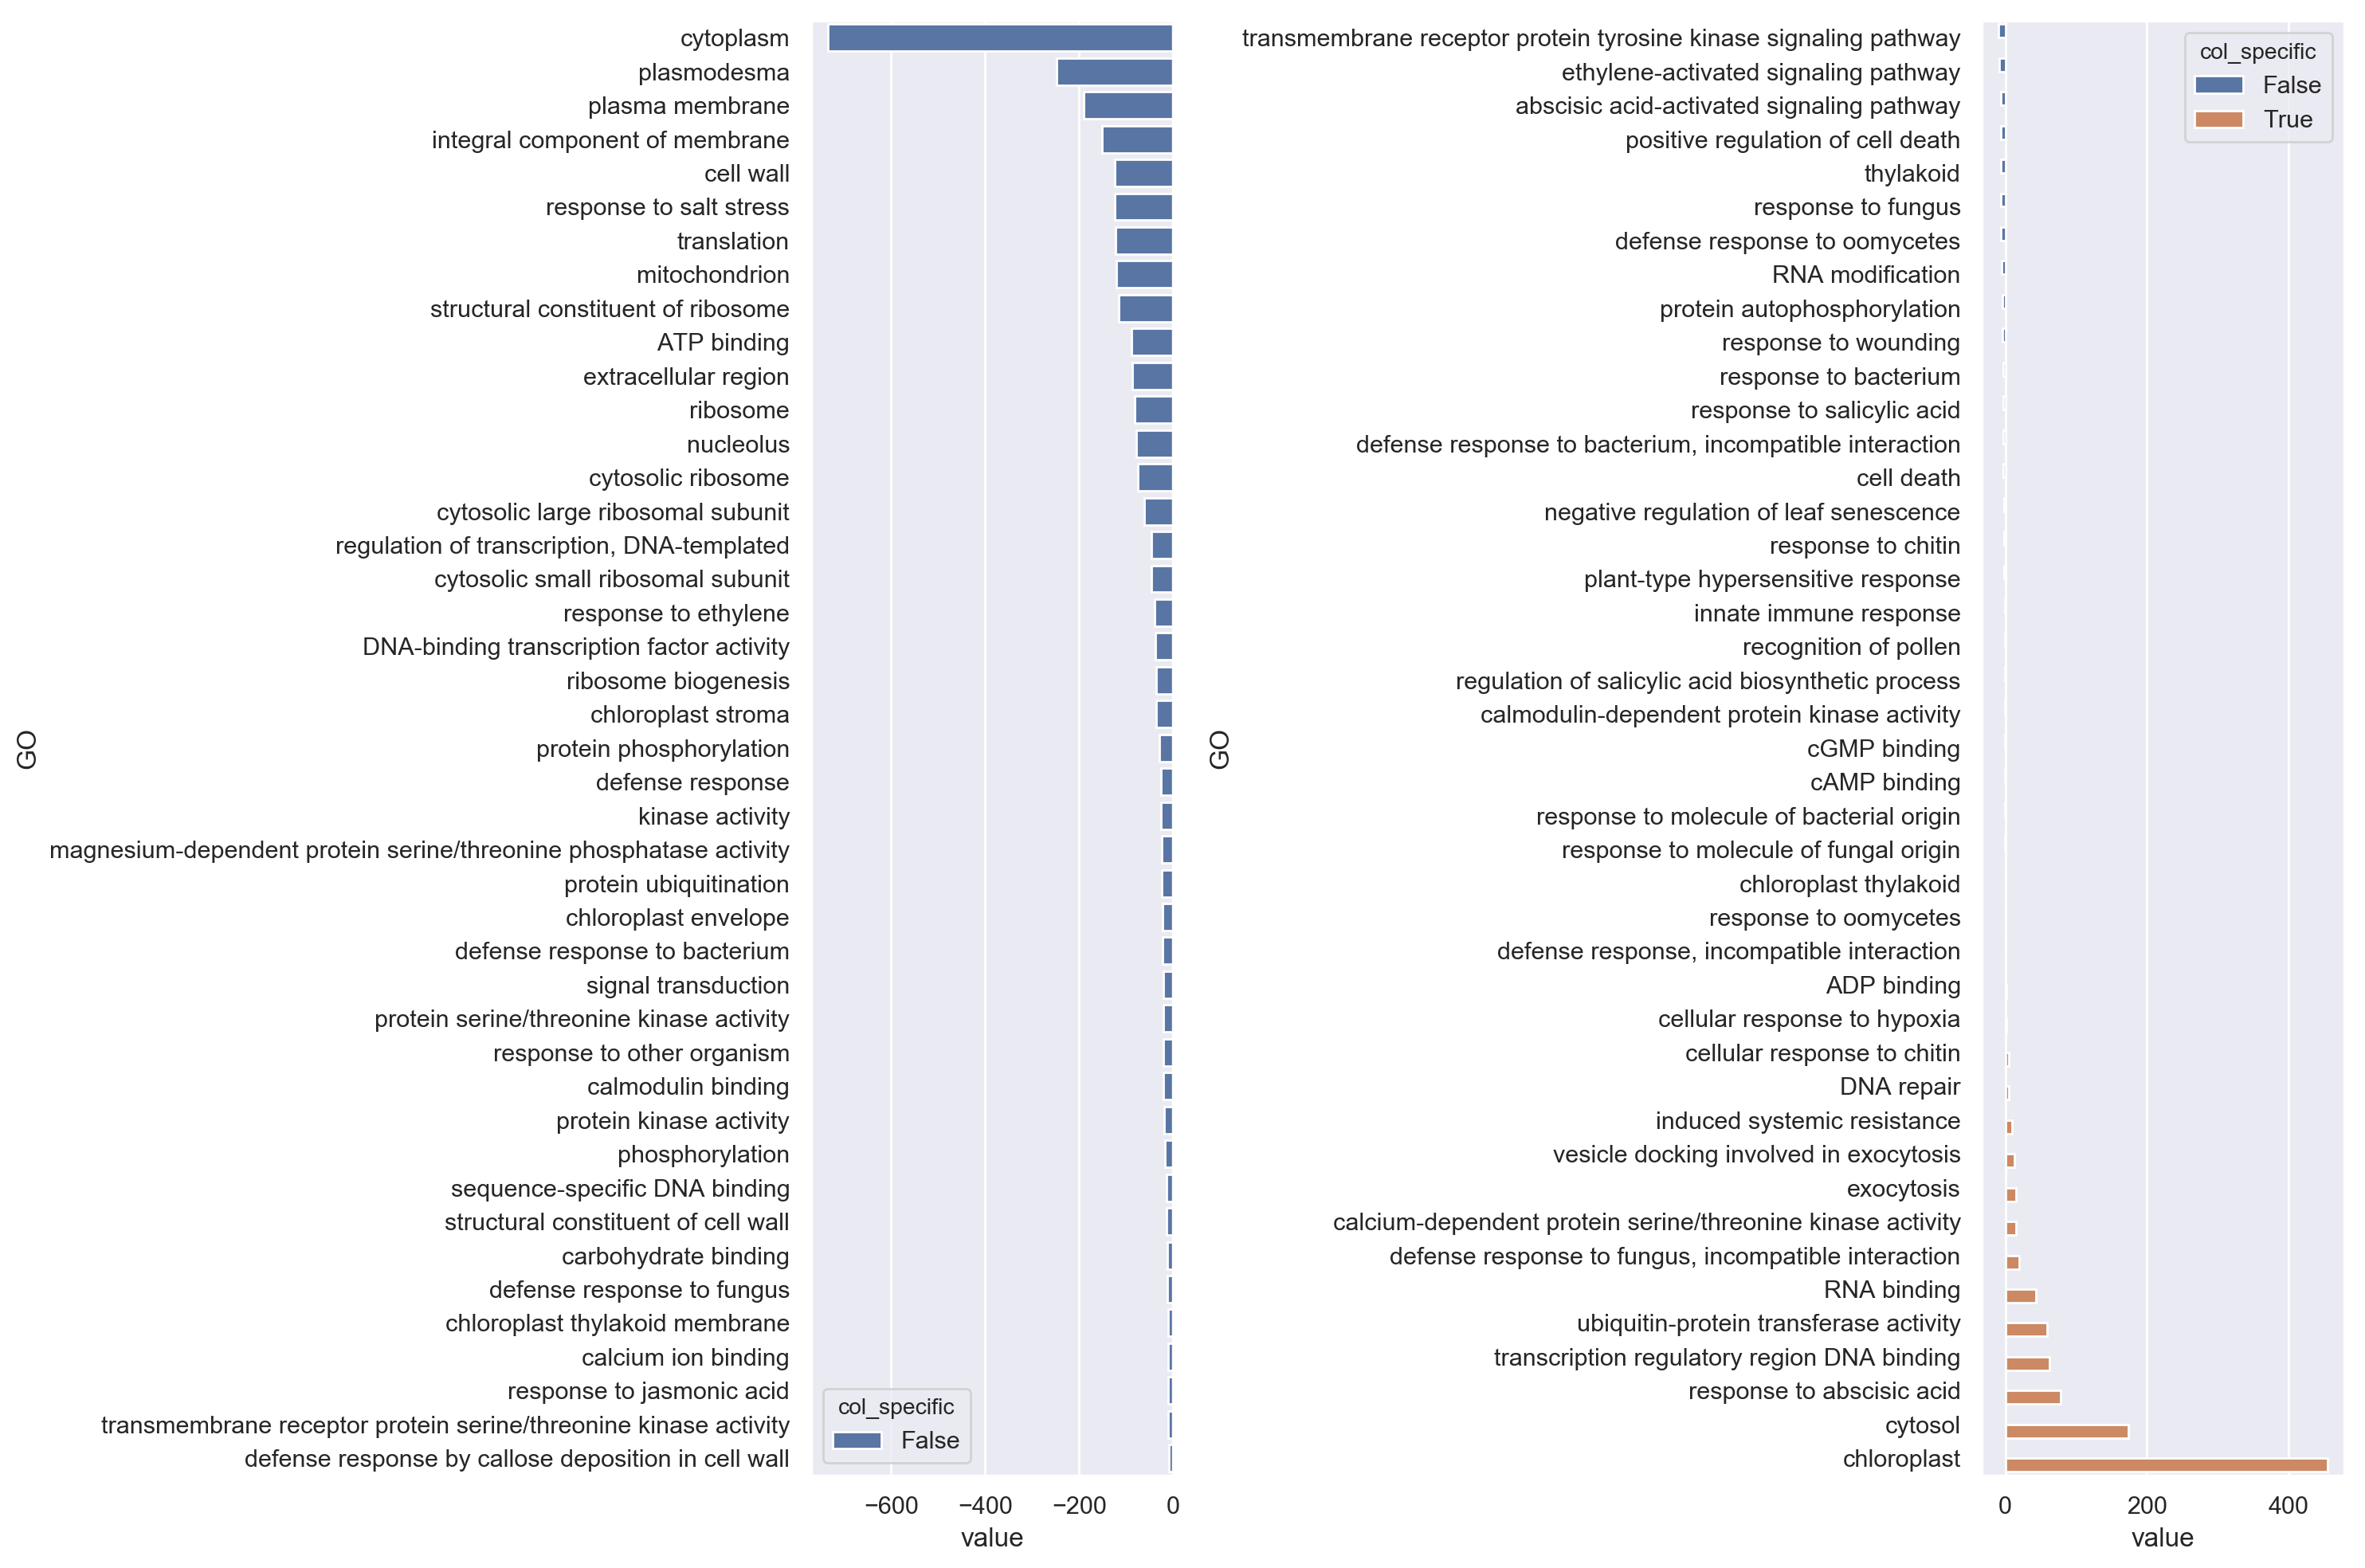 cytoplasm
plasmodesma
plasma membrane
integral component of membrane
cell wall
response to salt stress
translation
mitochondrion
structural constituent of ribosome
ATP binding
extracellular region
ribosome
nucleolus
cytosolic ribosome
cytosolic large ribosomal subunit
regulation of transcription, DNA-templated
cytosolic small ribosomal subunit
response to ethylene
DNA-binding transcription factor activity
ribosome biogenesis
chloroplast stroma
protein phosphorylation
defense response
kinase activity
magnesium-dependent protein serine/threonine phosphatase activity
protein ubiquitination
chloroplast envelope
defense response to bacterium
signal transduction
protein serine/threonine kinase activity
response to other organism
calmodulin binding
protein kinase activity
phosphorylation
sequence-specific DNA binding
structural constituent of cell wall
carbohydrate binding
defense response to fungus
chloroplast thylakoid membrane
calcium ion binding
response to jasmonic acid
transmembrane receptor protein serine/threonine kinase activity
defense response by callose deposition in cell wall
GO
col_specific
False
−600 −400 −200 0
value
transmembrane receptor protein tyrosine kinase signaling pathway
ethylene-activated signaling pathway
abscisic acid-activated signaling pathway
positive regulation of cell death
thylakoid
response to fungus
defense response to oomycetes
RNA modification
protein autophosphorylation
response to wounding
response to bacterium
response to salicylic acid
defense response to bacterium, incompatible interaction
cell death
negative regulation of leaf senescence
response to chitin
plant-type hypersensitive response
innate immune response
recognition of pollen
regulation of salicylic acid biosynthetic process
calmodulin-dependent protein kinase activity
cGMP binding
cAMP binding
response to molecule of bacterial origin
response to molecule of fungal origin
chloroplast thylakoid
response to oomycetes
defense response, incompatible interaction
ADP binding
cellular response to hypoxia
cellular response to chitin
DNA repair
induced systemic resistance
vesicle docking involved in exocytosis
exocytosis
calcium-dependent protein serine/threonine kinase activity
defense response to fungus, incompatible interaction
RNA binding
ubiquitin-protein transferase activity
transcription regulatory region DNA binding
response to abscisic acid
cytosol
chloroplast
GO
col_specific
False
True
0 200 400
value